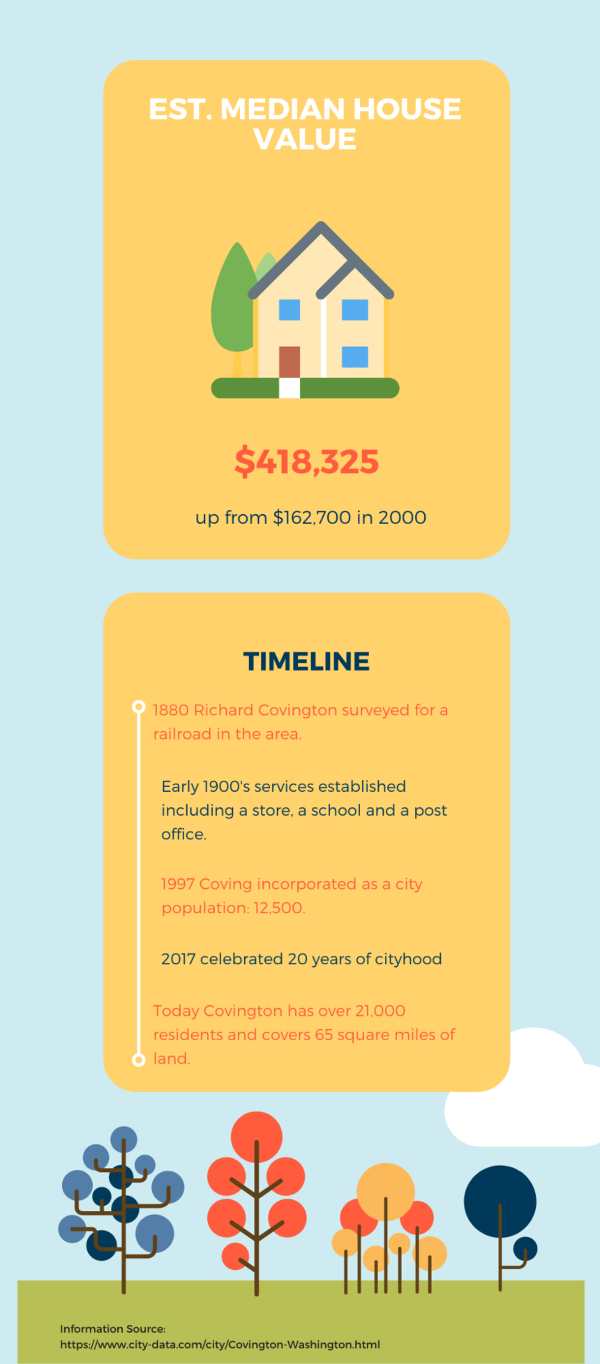 EST. MEDIAN HOUSE
VALUE
$418,325
up from $162,700 in 2000
TIMELINE
1880 Richard Covington surveyed for a
railroad in the area.
Early 1900's services established
including a store, a school and a post
office.
1997 Coving incorporated as a city
population: 12,500.
2017 celebrated 20 years of cityhood
Today Covington has over 21,000
residents and covers 65 square miles of
land.
Information Source:
https://www.city-data.com/city/Covington-Washington.html